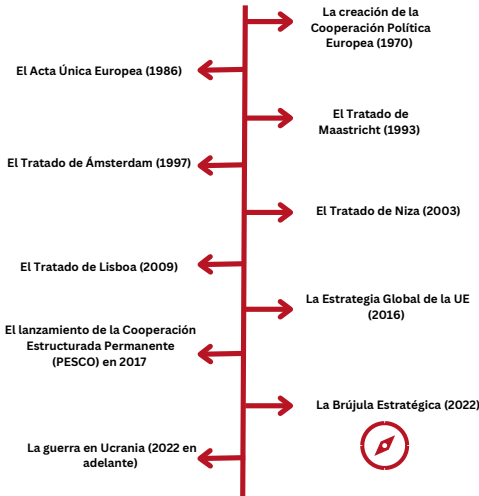 La creación de la
Cooperación Política
Europea (1970)
El Acta Única Europea (1986)
El Tratado de
Maastricht (1993)
El Tratado de Ámsterdam (1997)
El Tratado de Niza (2003)
El Tratado de Lisboa (2009)
La Estrategia Global de la UE
(2016)
El lanzamiento de la Cooperación
Estructurada Permanente
(PESCO) en 2017
La Brújula Estratégica (2022)
La guerra en Ucrania (2022 en
adelante)